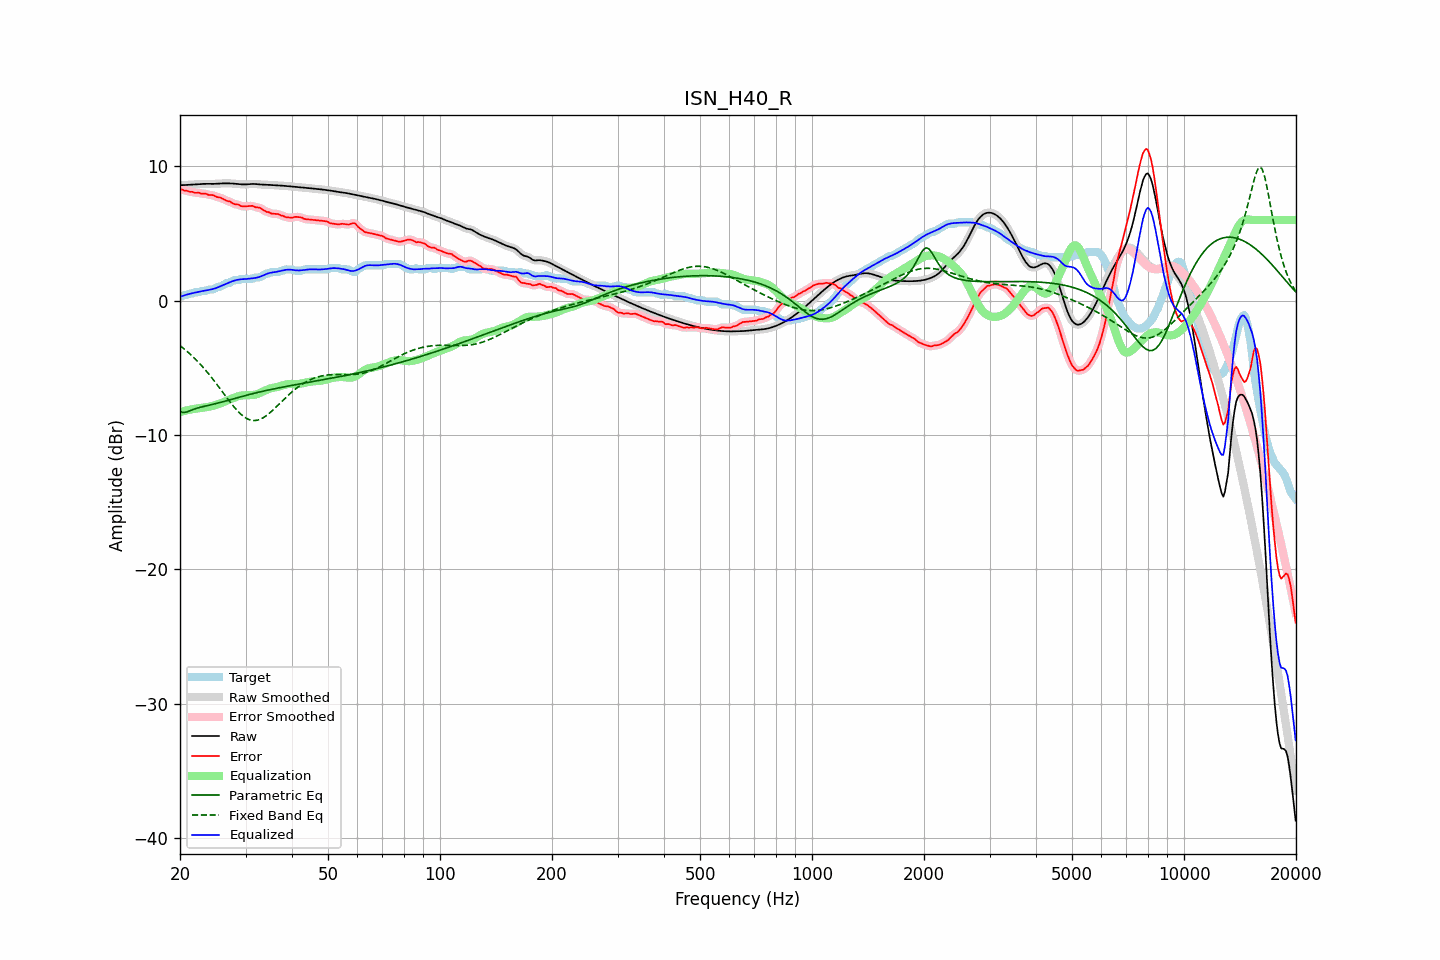 ISN_H40_R
10
0
−10
−20
−30
−40
Amplitude (dBr)
Target
Raw Smoothed
Error Smoothed
Raw
Error
Equalization
Parametric Eq
Fixed Band Eq
Equalized
20 50 100 200 500 1000 2000 5000 10000 20000
Frequency (Hz)